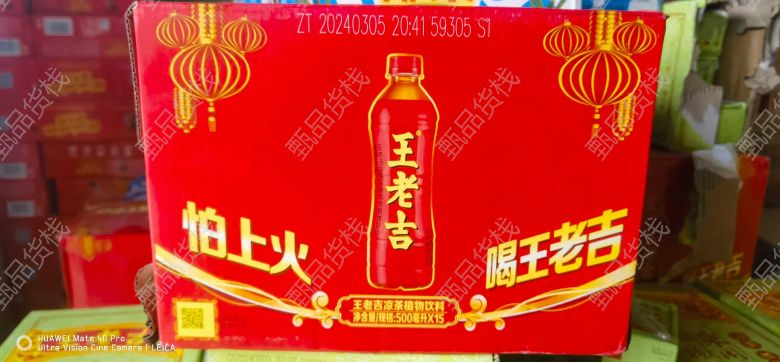 ZT 20240305 20:41 59305 S1
王老吉
怕上火
喝王老吉
王老吉凉茶植物饮料
净含量/规格:500毫升X15
HUAWEI Mate 40 Pro
Ultra Vision Cine Camera | LEICA
甄品货栈